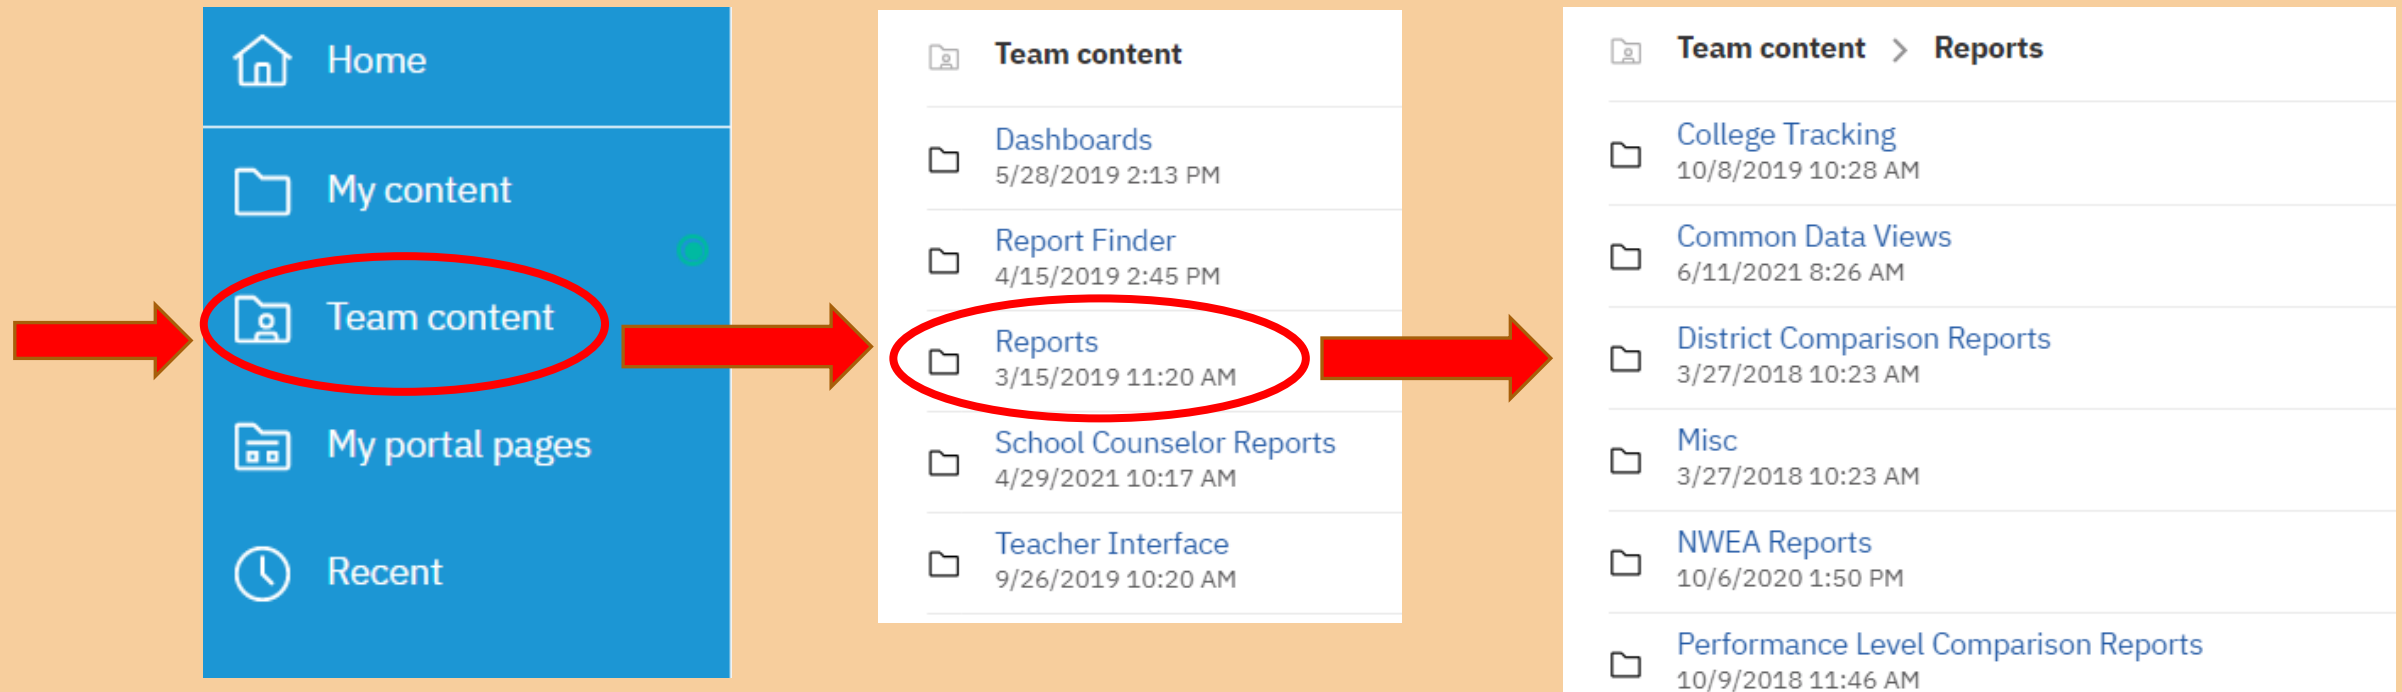 Home
My content
Team content
My portal pages
Recent
Team content
Dashboards
5/28/2019 2:13 PM
Report Finder
4/15/2019 2:45 PM
Reports
3/15/2019 11:20 AM
School Counselor Reports
4/29/2021 10:17 AM
Teacher Interface
9/26/2019 10:20 AM
Team content > Reports
College Tracking
10/8/2019 10:28 AM
Common Data Views
6/11/2021 8:26 AM
District Comparison Reports
3/27/2018 10:23 AM
Misc
3/27/2018 10:23 AM
NWEA Reports
10/6/2020 1:50 PM
Performance Level Comparison Reports
10/9/2018 11:46 AM